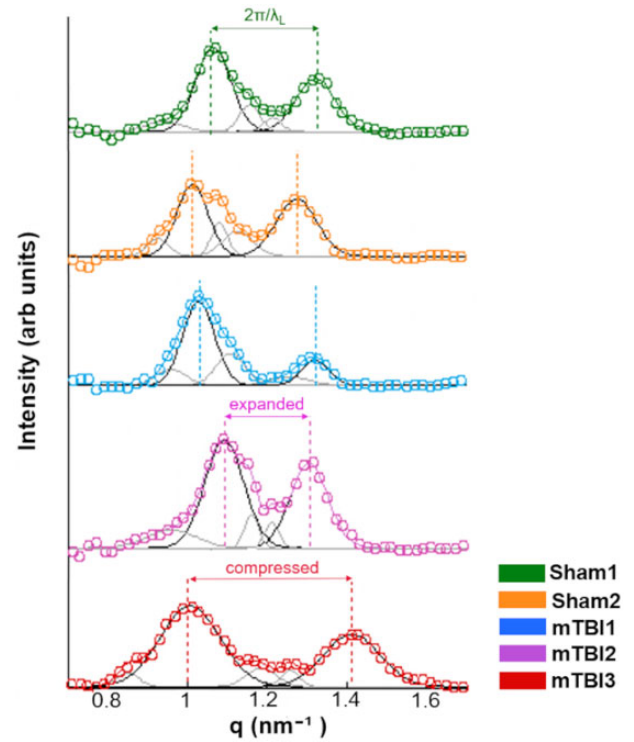 2π/λL
Intensity (arb units)
expanded
compressed
0.8 1 1.2 1.4 1.6
q (nm⁻¹ )
Sham1
Sham2
mTBI1
mTBI2
mTBI3